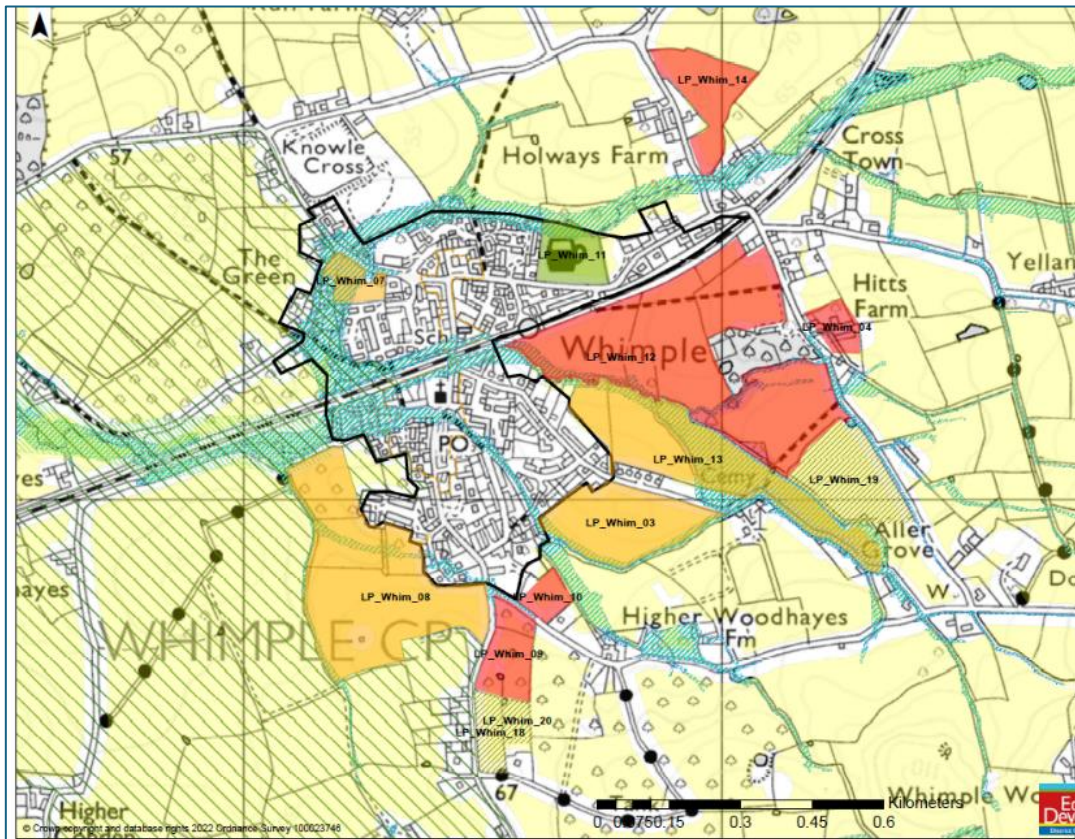 LP_Whim_14
57
Knowle
Cross
Holways Farm
Cross
Town
The
Green
LP_Whim_07
LP_Whim_11
Yellan
Hitts
Farm
LP_Whim_04
Sch
Whimple
LP_Whim_12
PO
LP_Whim_13
Cemy
LP_Whim_19
LP_Whim_03
Aller
Grove
LP_Whim_08
LP_Whim_10
Higher Woodhayes
Fm
W
Do
hayes
WHIMPLE CP
LP_Whim_09
LP_Whim_20
LP_Whim_18
67
Higher
Whimple Wo
Kilometers
0 0.075 0.15 0.3 0.45 0.6
© Crown copyright and database rights 2022 Ordnance Survey 100023746